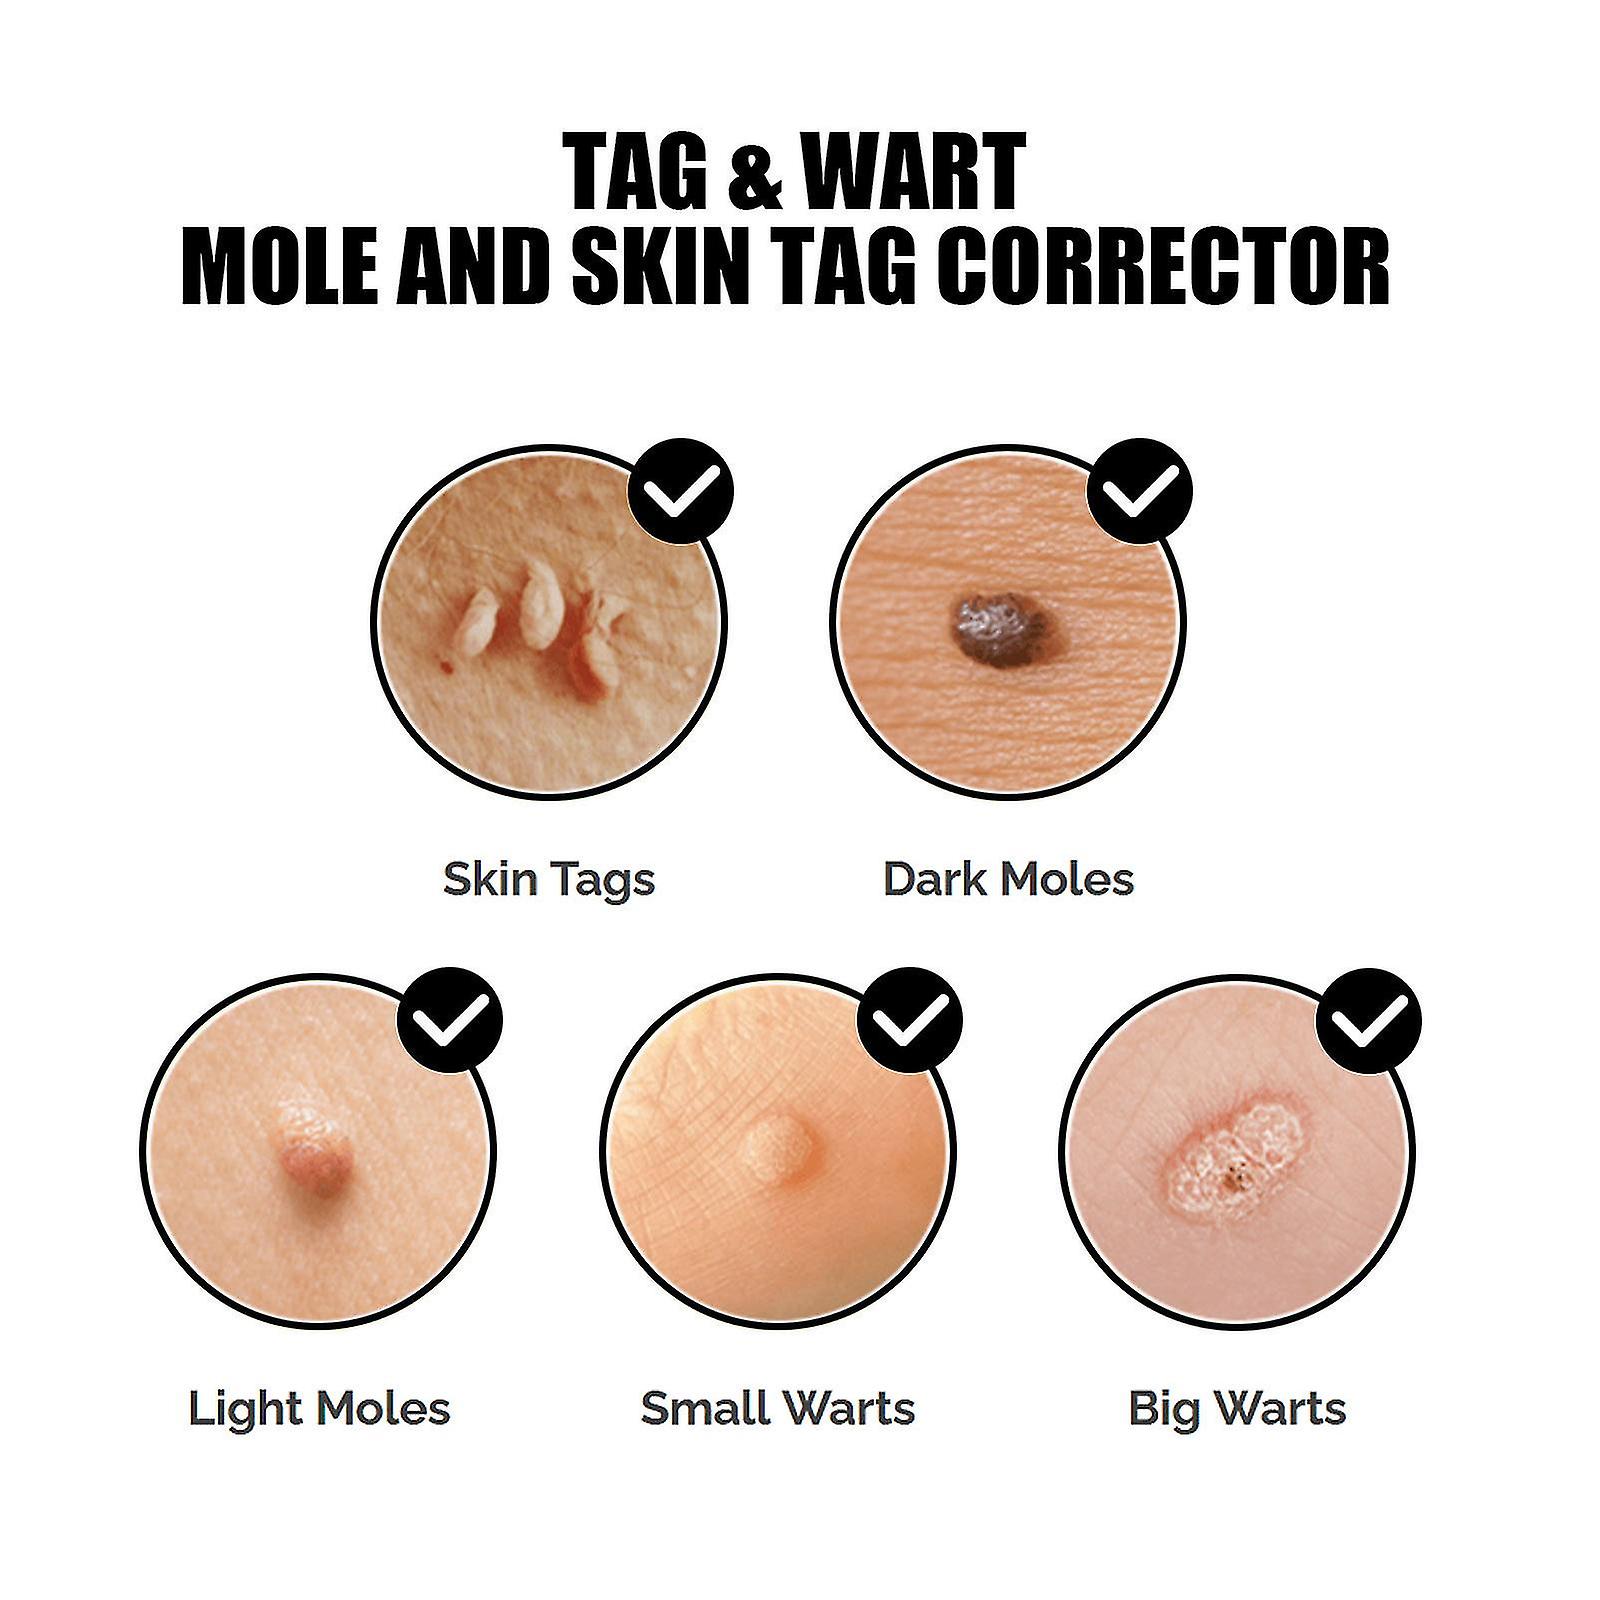 TAG & WART
MOLE AND SKIN TAG CORRECTOR
Skin Tags
Dark Moles
Light Moles
Small Warts
Big Warts